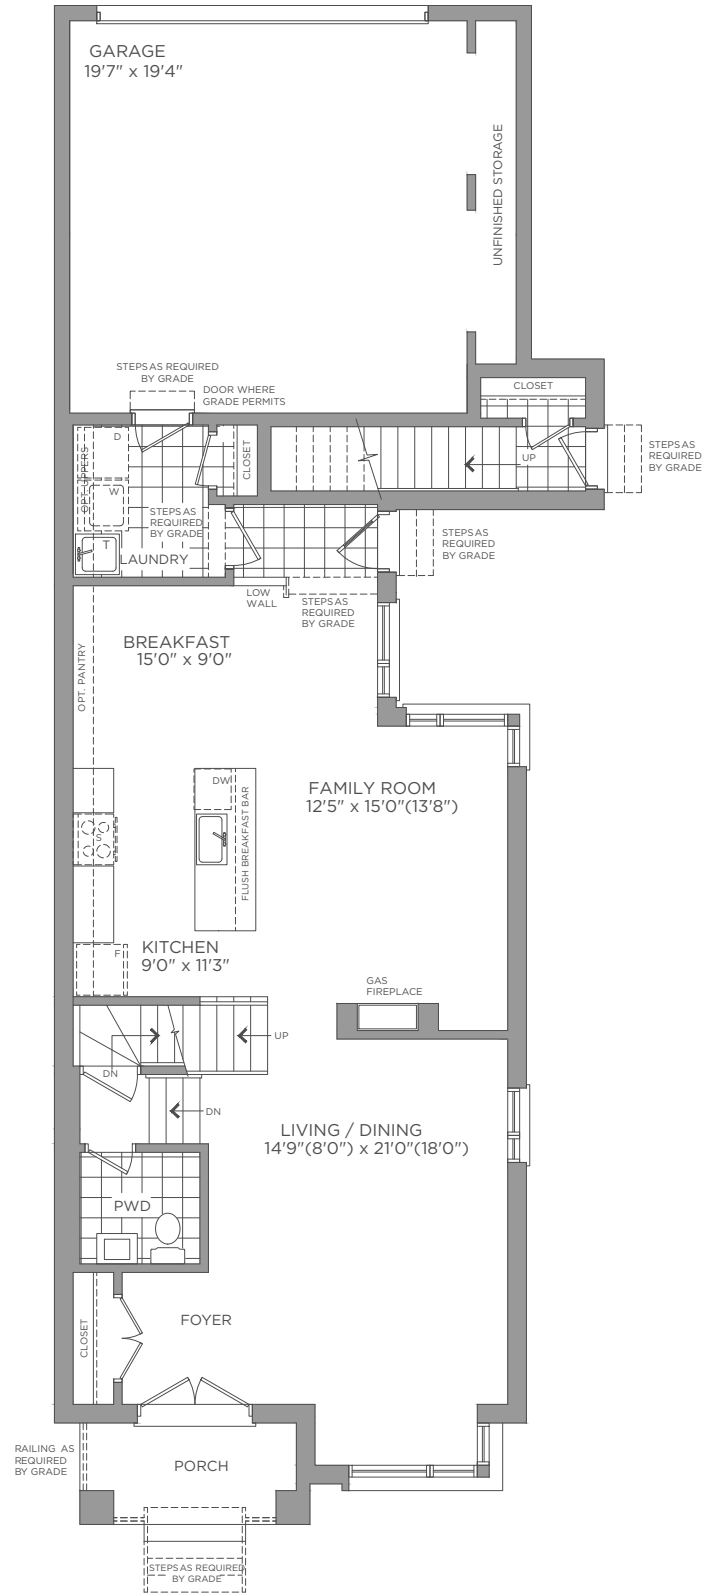 GARAGE
19'7" x 19'4"
UNFINISHED STORAGE
STEPS AS REQUIRED
BY GRADE
DOOR WHERE
GRADE PERMITS
CLOSET
D
OPT. UPPERS
W
CLOSET
UP
STEPS AS
REQUIRED
BY GRADE
STEPS AS
REQUIRED
BY GRADE
T
LAUNDRY
STEPS AS
REQUIRED
BY GRADE
LOW
WALL
STEPS AS
REQUIRED
BY GRADE
BREAKFAST
15'0" x 9'0"
OPT. PANTRY
DW
FAMILY ROOM
12'5" x 15'0"(13'8")
S
FLUSH BREAKFAST BAR
KITCHEN
9'0" x 11'3"
F
GAS
FIREPLACE
UP
DN
DN
LIVING / DINING
14'9"(8'0") x 21'0"(18'0")
PWD
FOYER
CLOSET
RAILING AS
REQUIRED
BY GRADE
PORCH
STEPS AS REQUIRED
BY GRADE